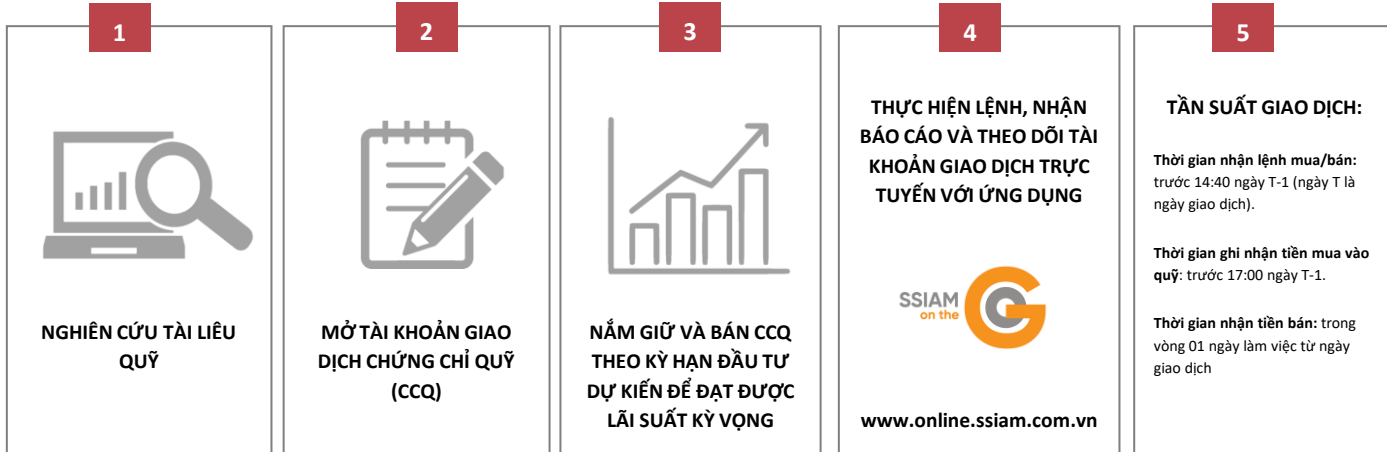 1
NGHIÊN CỨU TÀI LIÊU
QUỸ
2
MỞ TÀI KHOẢN GIAO
DỊCH CHỨNG CHỈ QUỸ
(CCQ)
3
NẮM GIỮ VÀ BÁN CCQ
THEO KỲ HẠN ĐẦU TƯ
DỰ KIẾN ĐỂ ĐẠT ĐƯỢC
LÃI SUẤT KỲ VỌNG
4
THỰC HIỆN LỆNH, NHẬN
BÁO CÁO VÀ THEO DÕI TÀI
KHOẢN GIAO DỊCH TRỰC
TUYẾN VỚI ỨNG DỤNG
SSIAM
on the
GO
www.online.ssiam.com.vn
5
TẦN SUẤT GIAO DỊCH:
Thời gian nhận lệnh mua/bán:
trước 14:40 ngày T-1 (ngày T là
ngày giao dịch).
Thời gian ghi nhận tiền mua vào
quỹ: trước 17:00 ngày T-1.
Thời gian nhận tiền bán: trong
vòng 01 ngày làm việc từ ngày
giao dịch